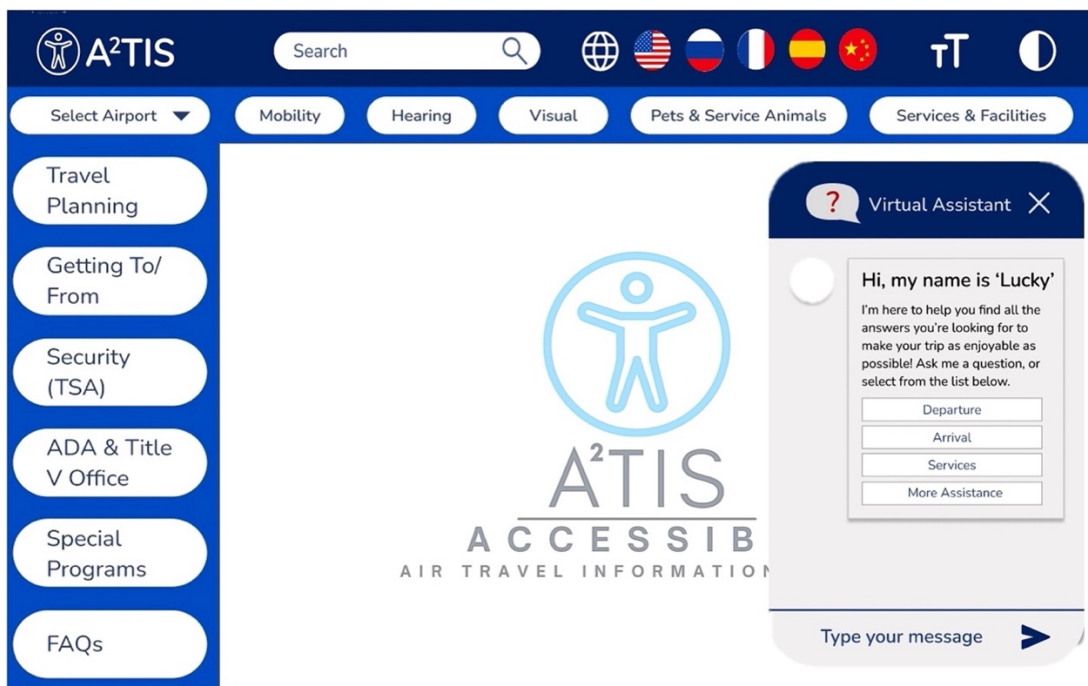 A²TIS
Search
TT
Select Airport
Mobility
Hearing
Visual
Pets & Service Animals
Services & Facilities
Travel
Planning
Getting To/
From
Security
(TSA)
ADA & Title
V Office
Special
Programs
FAQs
A²TIS
ACCESSIB
AIR TRAVEL INFORMATION
?
Virtual Assistant
Hi, my name is ‘Lucky’
I'm here to help you find all the
answers you're looking for to
make your trip as enjoyable as
possible! Ask me a question, or
select from the list below.
Departure
Arrival
Services
More Assistance
Type your message